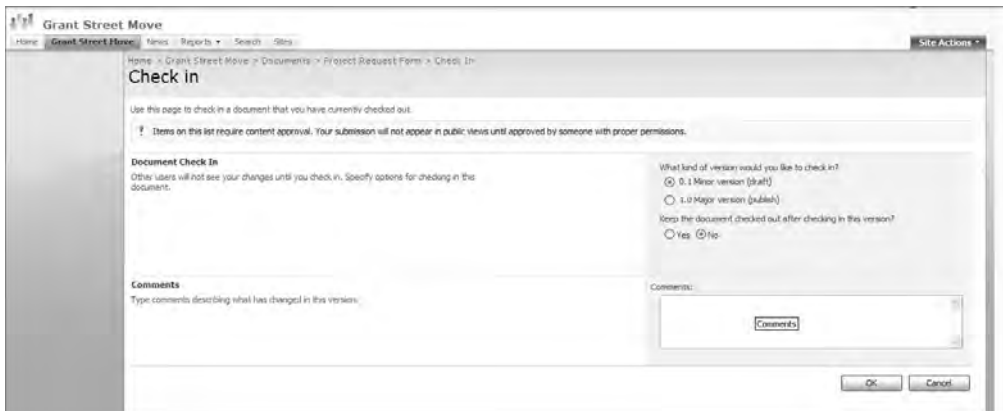 Grant Street Move
Home Grant Street Move News Reports Search Sites
Site Actions
Home > Grant Street Move > Documents > Project Request Form > Check In
Check in
Use this page to check in a document that you have currently checked out.
! Items on this list require content approval. Your submission will not appear in public views until approved by someone with proper permissions.
Document Check In
Other users will not see your changes until you check in. Specify options for checking in this
document.
What kind of version would you like to check in?
0.1 Minor version (draft)
1.0 Major version (publish)
Keep the document checked out after checking in this version?
Yes No
Comments
Type comments describing what has changed in this version.
Comments:
Comments
OK Cancel